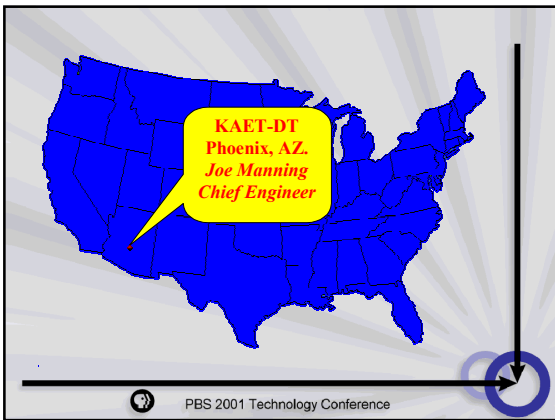 KAET-DT
Phoenix, AZ.
Joe Manning
Chief Engineer
PBS 2001 Technology Conference